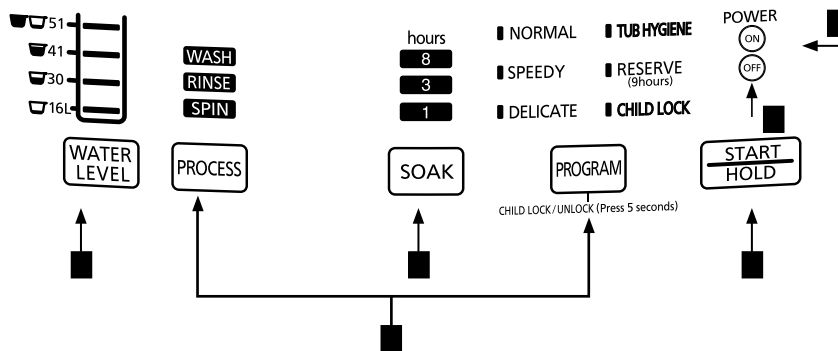 51
41
30
16L
WATER
LEVEL
WASH
RINSE
SPIN
PROCESS
hours
8
3
1
SOAK
NORMAL
SPEEDY
DELICATE
TUB HYGIENE
RESERVE
(9hours)
CHILD LOCK
PROGRAM
CHILD LOCK/UNLOCK (Press 5 seconds)
POWER
ON
OFF
START
HOLD